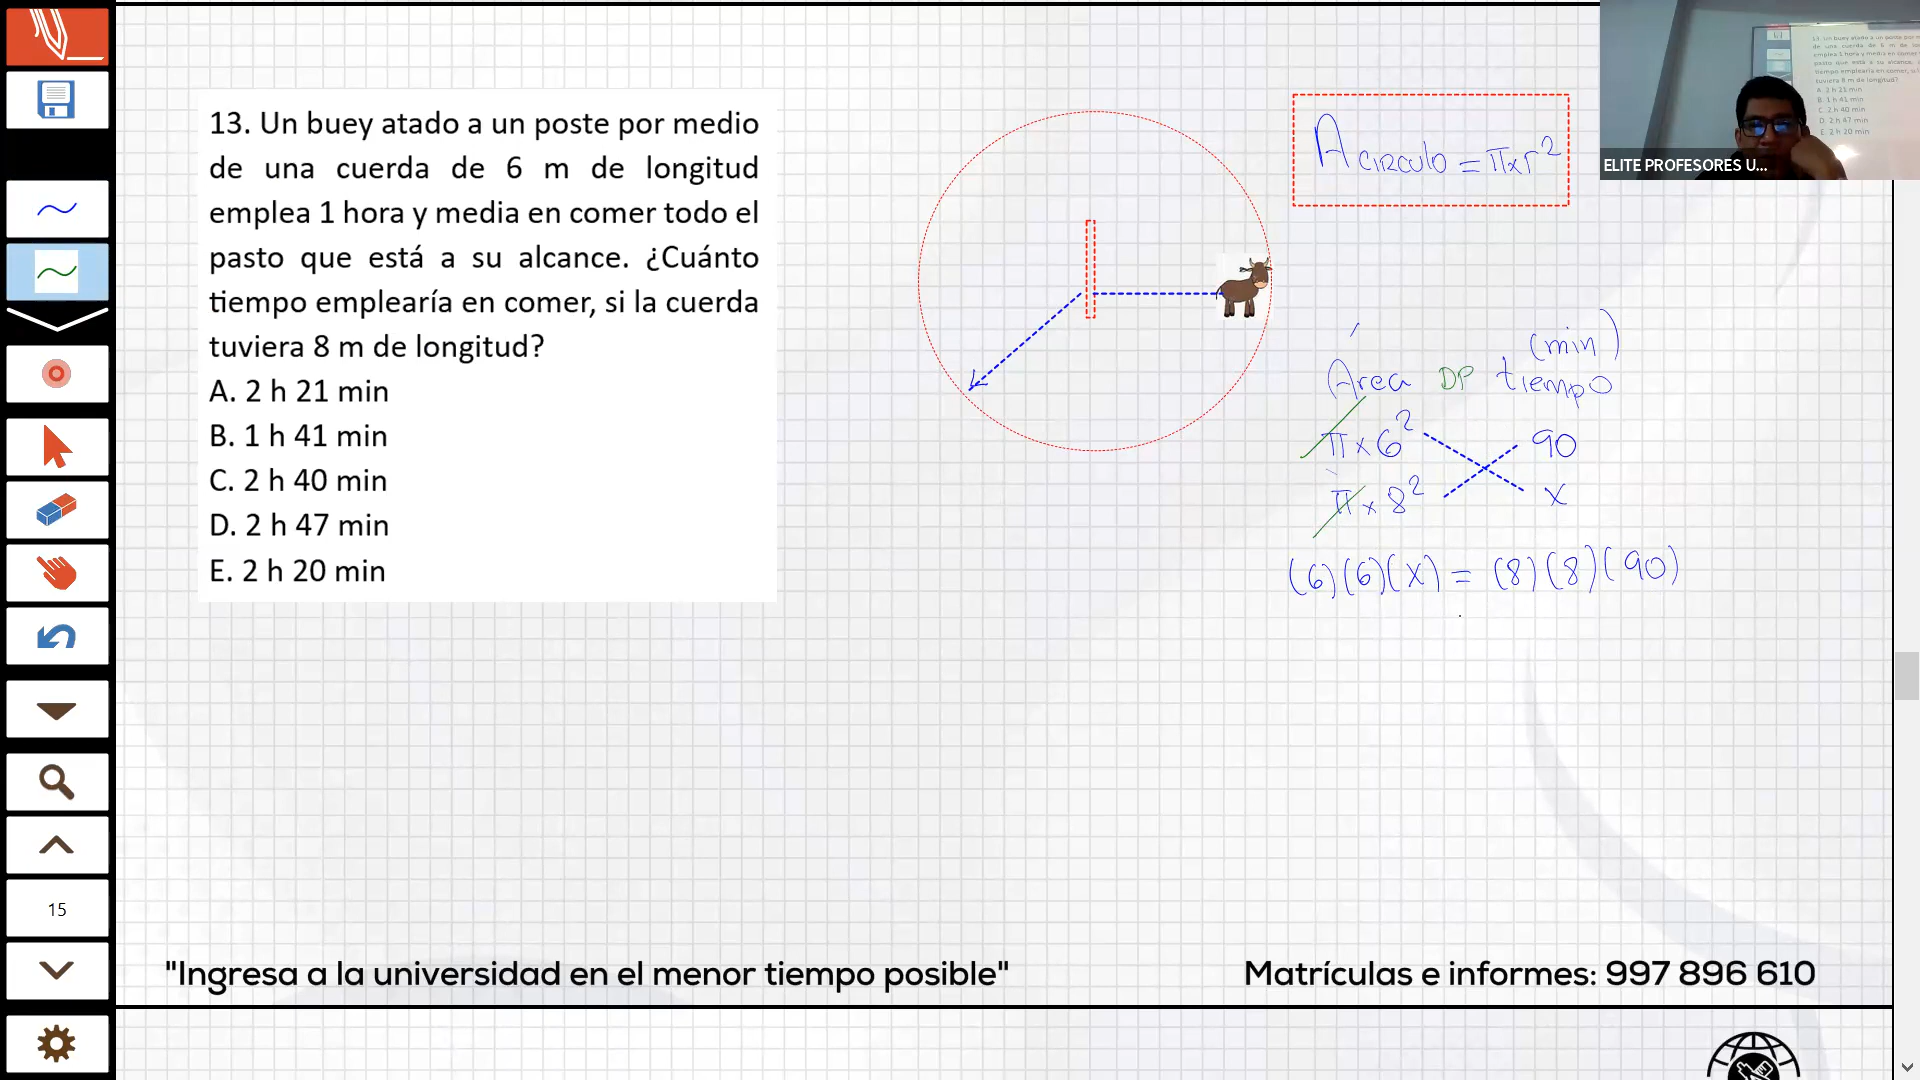 13. Un buey atado a un poste por medio
de una cuerda de 6 m de longitud
emplea 1 hora y media en comer todo el
pasto que está a su alcance. ¿Cuánto
tiempo emplearía en comer, si la cuerda
tuviera 8 m de longitud?
A. 2 h 21 min
B. 1 h 41 min
C. 2 h 40 min
D. 2 h 47 min
E. 2 h 20 min
A circulo = π x r²
(min)
Área DP tiempo
π x 6² 90
π x 8² x
(6)(6)(x) = (8)(8)(90)
ELITE PROFESORES U...
15
"Ingresa a la universidad en el menor tiempo posible"
Matrículas e informes: 997 896 610